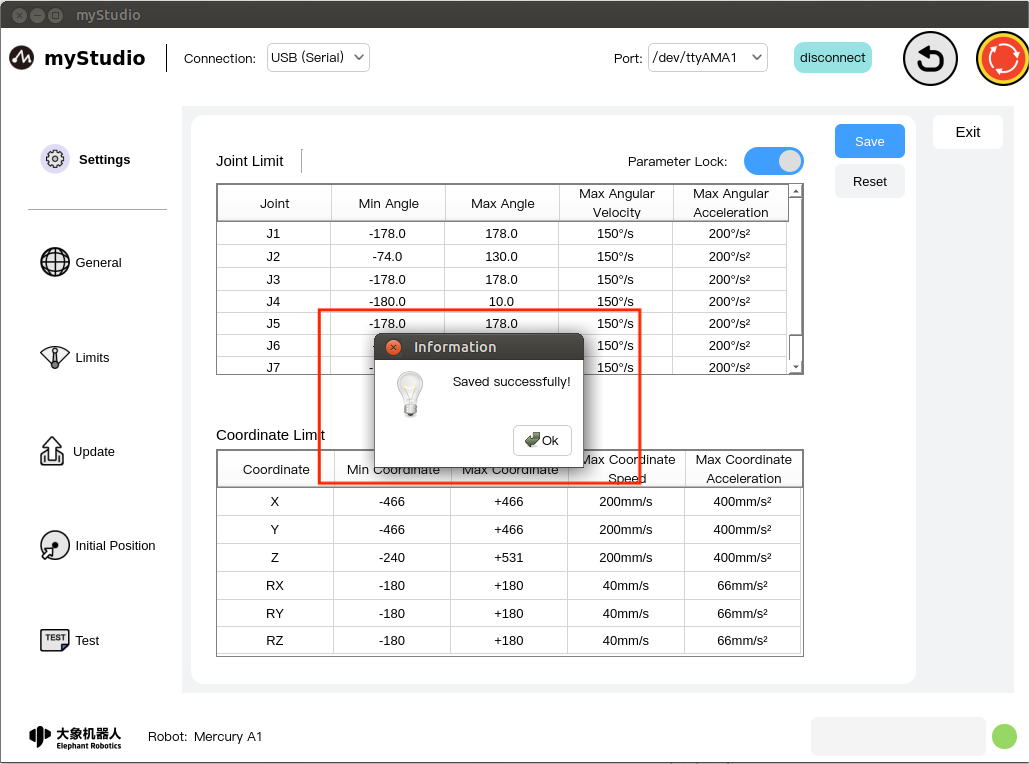 myStudio
myStudio
Connection: USB (Serial)
Port: /dev/ttyAMA1
disconnect
Settings
General
Limits
Update
Initial Position
TEST Test
Joint Limit
Parameter Lock:
Save
Reset
Exit
Joint Min Angle Max Angle Max Angular Velocity Max Angular Acceleration
J1 -178.0 178.0 150°/s 200°/s²
J2 -74.0 130.0 150°/s 200°/s²
J3 -178.0 178.0 150°/s 200°/s²
J4 -180.0 10.0 150°/s 200°/s²
J5 -178.0 178.0 150°/s 200°/s²
J6 150°/s 200°/s²
J7 150°/s 200°/s²
Information
Saved successfully!
Ok
Coordinate Limit
Coordinate Min Coordinate Max Coordinate Max Coordinate Speed Max Coordinate Acceleration
X -466 +466 200mm/s 400mm/s²
Y -466 +466 200mm/s 400mm/s²
Z -240 +531 200mm/s 400mm/s²
RX -180 +180 40mm/s 66mm/s²
RY -180 +180 40mm/s 66mm/s²
RZ -180 +180 40mm/s 66mm/s²
大象机器人
Elephant Robotics
Robot: Mercury A1